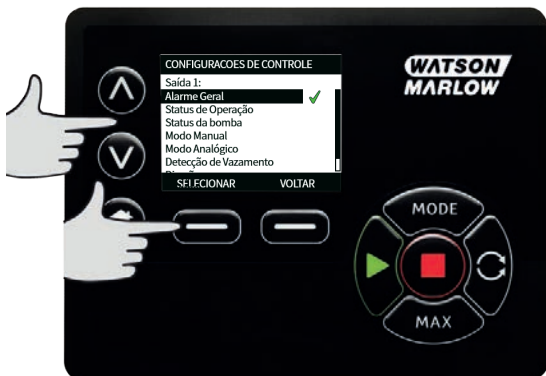 CONFIGURACOES DE CONTROLE
Saída 1:
Alarme Geral
Status de Operação
Status da bomba
Modo Manual
Modo Analógico
Detecção de Vazamento
SELECIONAR VOLTAR
WATSON
MARLOW
MODE
MAX